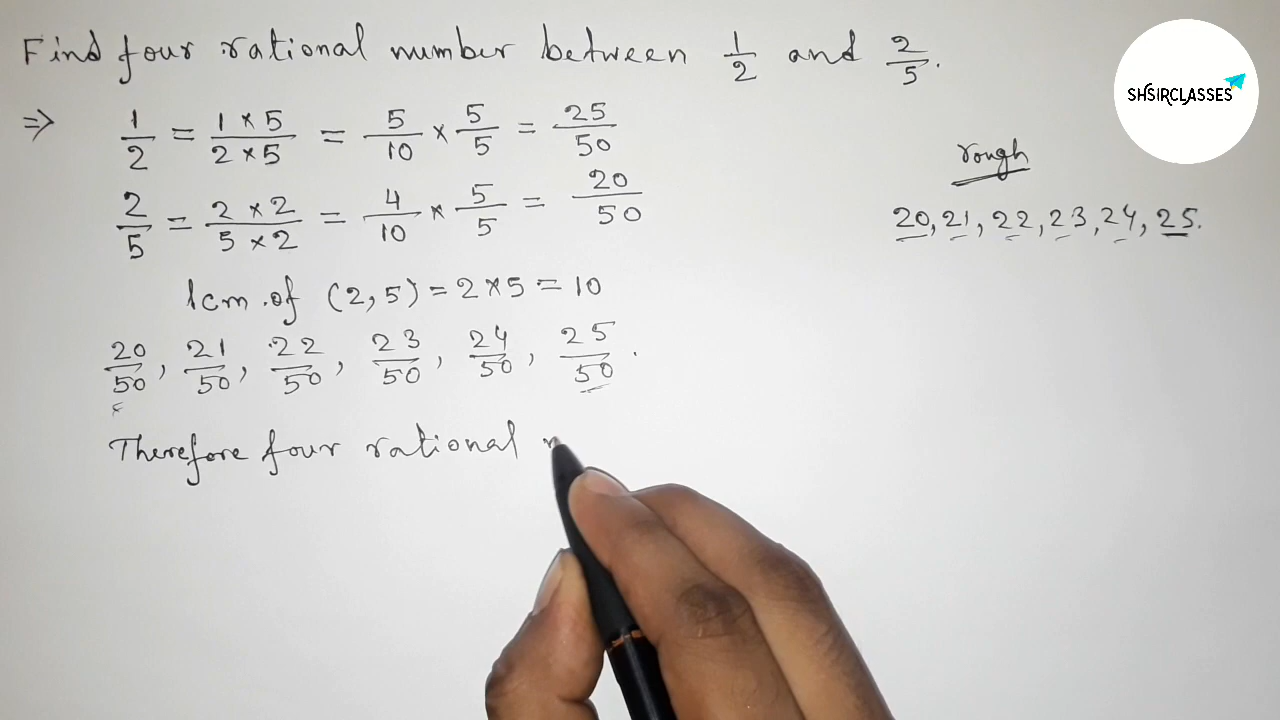 Find four rational number between 1/2 and 2/5.
SHSIRCLASSES
⇒ 1/2 = 1×5/2×5 = 5/10 × 5/5 = 25/50
2/5 = 2×2/5×2 = 4/10 × 5/5 = 20/50
rough
20, 21, 22, 23, 24, 25.
lcm.of (2,5) = 2×5 = 10
20/50, 21/50, 22/50, 23/50, 24/50, 25/50.
Therefore four rational